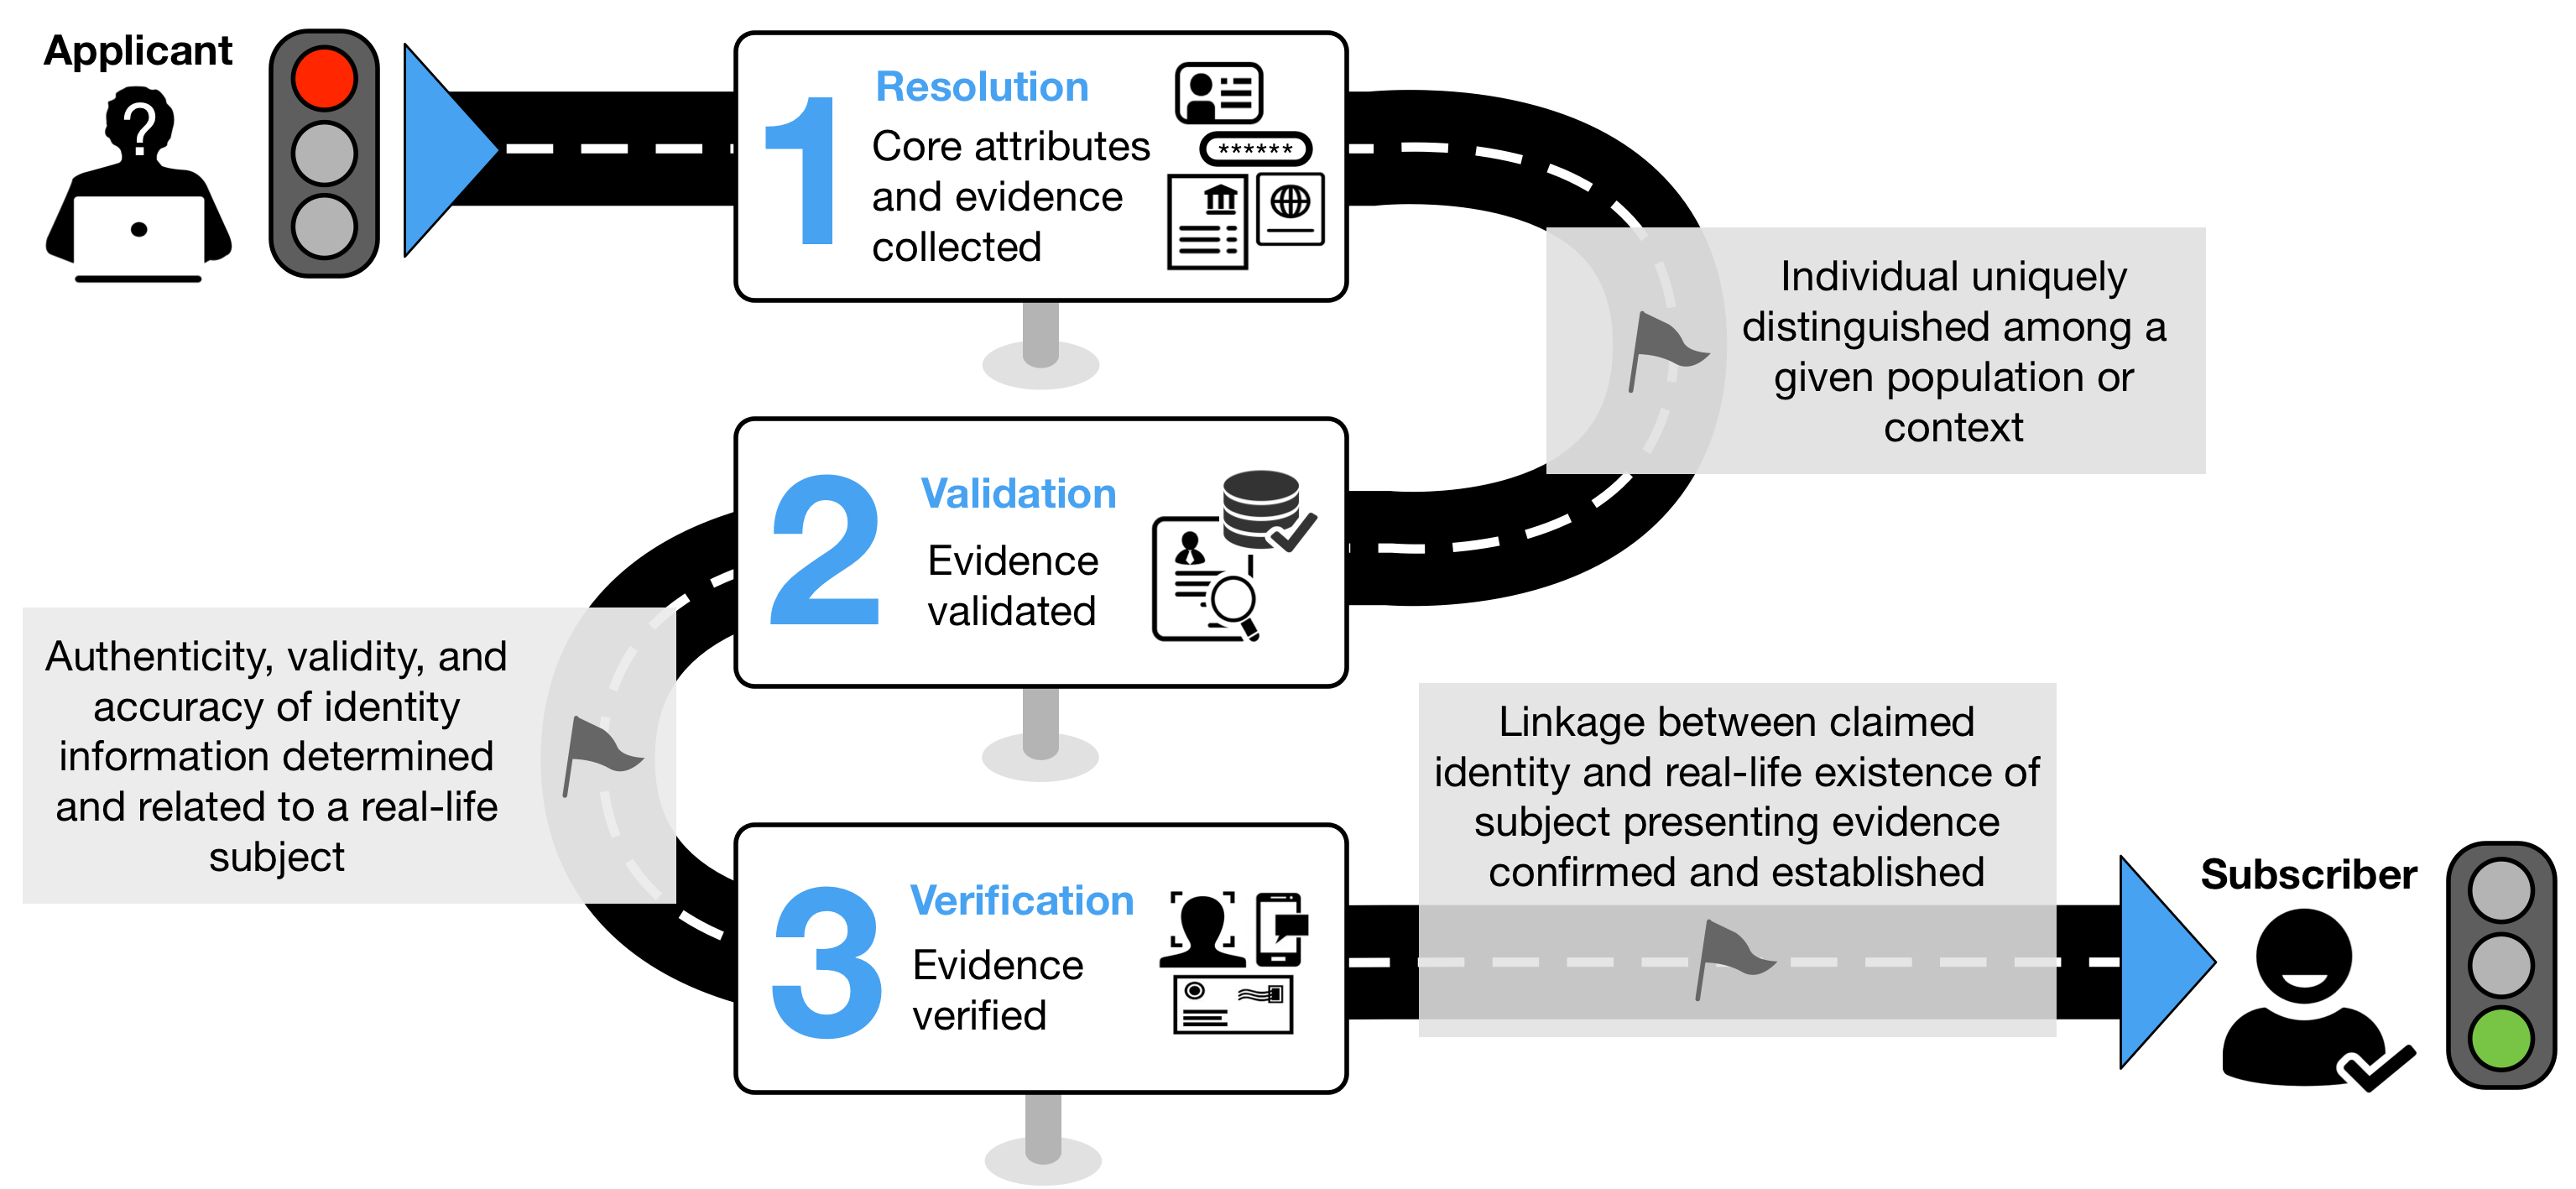 Applicant
?
1
Resolution
Core attributes
and evidence
collected
******
Individual uniquely
distinguished among a
given population or
context
2
Validation
Evidence
validated
Authenticity, validity, and
accuracy of identity
information determined
and related to a real-life
subject
3
Verification
Evidence
verified
Linkage between claimed
identity and real-life existence of
subject presenting evidence
confirmed and established
Subscriber